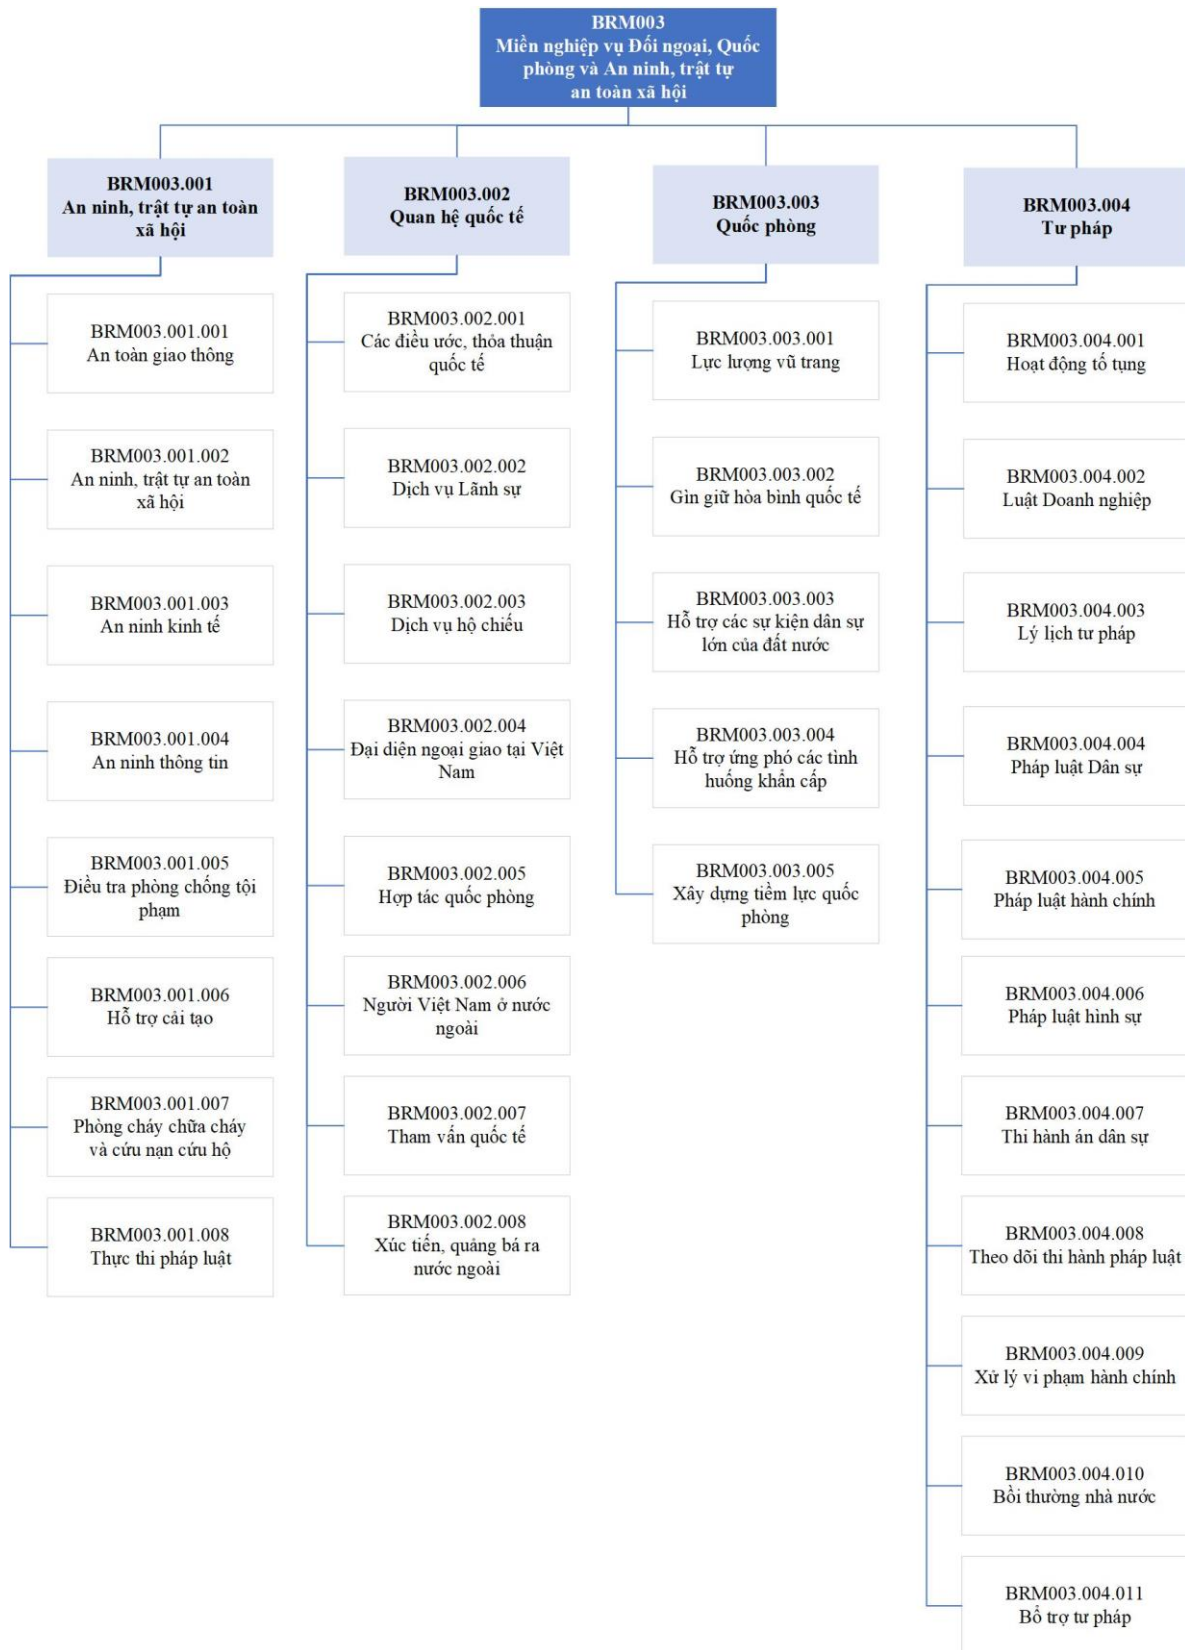 BRM003
Miền nghiệp vụ Đối ngoại, Quốc
phòng và An ninh, trật tự
an toàn xã hội
BRM003.001
An ninh, trật tự an toàn
xã hội
BRM003.001.001
An toàn giao thông
BRM003.001.002
An ninh, trật tự an toàn
xã hội
BRM003.001.003
An ninh kinh tế
BRM003.001.004
An ninh thông tin
BRM003.001.005
Điều tra phòng chống tội
phạm
BRM003.001.006
Hỗ trợ cải tạo
BRM003.001.007
Phòng cháy chữa cháy
và cứu nạn cứu hộ
BRM003.001.008
Thực thi pháp luật
BRM003.002
Quan hệ quốc tế
BRM003.002.001
Các điều ước, thỏa thuận
quốc tế
BRM003.002.002
Dịch vụ Lãnh sự
BRM003.002.003
Dịch vụ hộ chiếu
BRM003.002.004
Đại diện ngoại giao tại Việt
Nam
BRM003.002.005
Hợp tác quốc phòng
BRM003.002.006
Người Việt Nam ở nước
ngoài
BRM003.002.007
Tham vấn quốc tế
BRM003.002.008
Xúc tiến, quảng bá ra
nước ngoài
BRM003.003
Quốc phòng
BRM003.003.001
Lực lượng vũ trang
BRM003.003.002
Gìn giữ hòa bình quốc tế
BRM003.003.003
Hỗ trợ các sự kiện dân sự
lớn của đất nước
BRM003.003.004
Hỗ trợ ứng phó các tình
huống khẩn cấp
BRM003.003.005
Xây dựng tiềm lực quốc
phòng
BRM003.004
Tư pháp
BRM003.004.001
Hoạt động tố tụng
BRM003.004.002
Luật Doanh nghiệp
BRM003.004.003
Lý lịch tư pháp
BRM003.004.004
Pháp luật Dân sự
BRM003.004.005
Pháp luật hành chính
BRM003.004.006
Pháp luật hình sự
BRM003.004.007
Thi hành án dân sự
BRM003.004.008
Theo dõi thi hành pháp luật
BRM003.004.009
Xử lý vi phạm hành chính
BRM003.004.010
Bồi thường nhà nước
BRM003.004.011
Bổ trợ tư pháp